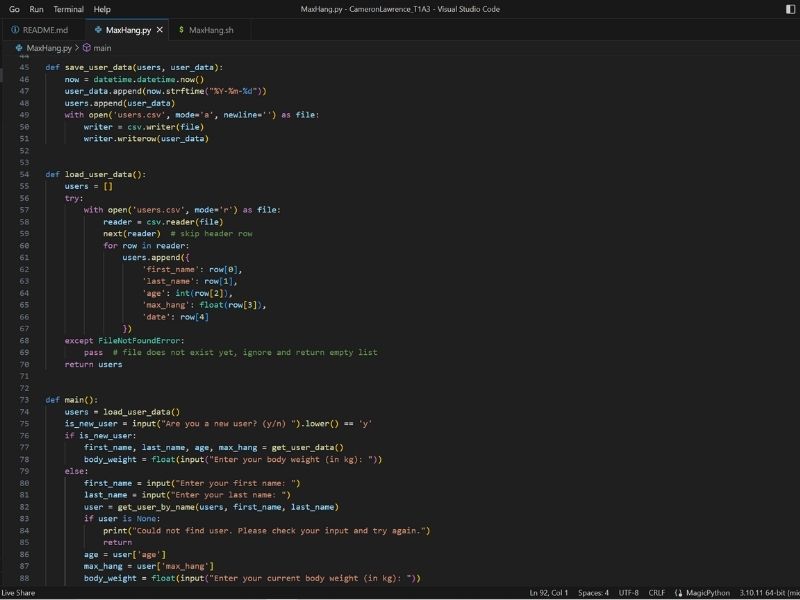 Go Run Terminal Help
MaxHang.py - CameronLawrence_T1A3 - Visual Studio Code
README.md MaxHang.py MaxHang.sh
MaxHang.py > main
44
45 def save_user_data(users, user_data):
46 now = datetime.datetime.now()
47 user_data.append(now.strftime("%Y-%m-%d"))
48 users.append(user_data)
49 with open('users.csv', mode='a', newline='') as file:
50 writer = csv.writer(file)
51 writer.writerow(user_data)
52
53
54 def load_user_data():
55 users = []
56 try:
57 with open('users.csv', mode='r') as file:
58 reader = csv.reader(file)
59 next(reader) # skip header row
60 for row in reader:
61 users.append({
62 'first_name': row[0],
63 'last_name': row[1],
64 'age': int(row[2]),
65 'max_hang': float(row[3]),
66 'date': row[4]
67 })
68 except FileNotFoundError:
69 pass # file does not exist yet, ignore and return empty list
70 return users
71
72
73 def main():
74 users = load_user_data()
75 is_new_user = input("Are you a new user? (y/n) ").lower() == 'y'
76 if is_new_user:
77 first_name, last_name, age, max_hang = get_user_data()
78 body_weight = float(input("Enter your body weight (in kg): "))
79 else:
80 first_name = input("Enter your first name: ")
81 last_name = input("Enter your last name: ")
82 user = get_user_by_name(users, first_name, last_name)
83 if user is None:
84 print("Could not find user. Please check your input and try again.")
85 return
86 age = user['age']
87 max_hang = user['max_hang']
88 body_weight = float(input("Enter your current body weight (in kg): "))
Live Share Ln 92, Col 1 Spaces: 4 UTF-8 CRLF MagicPython 3.10.11 64-bit (mic